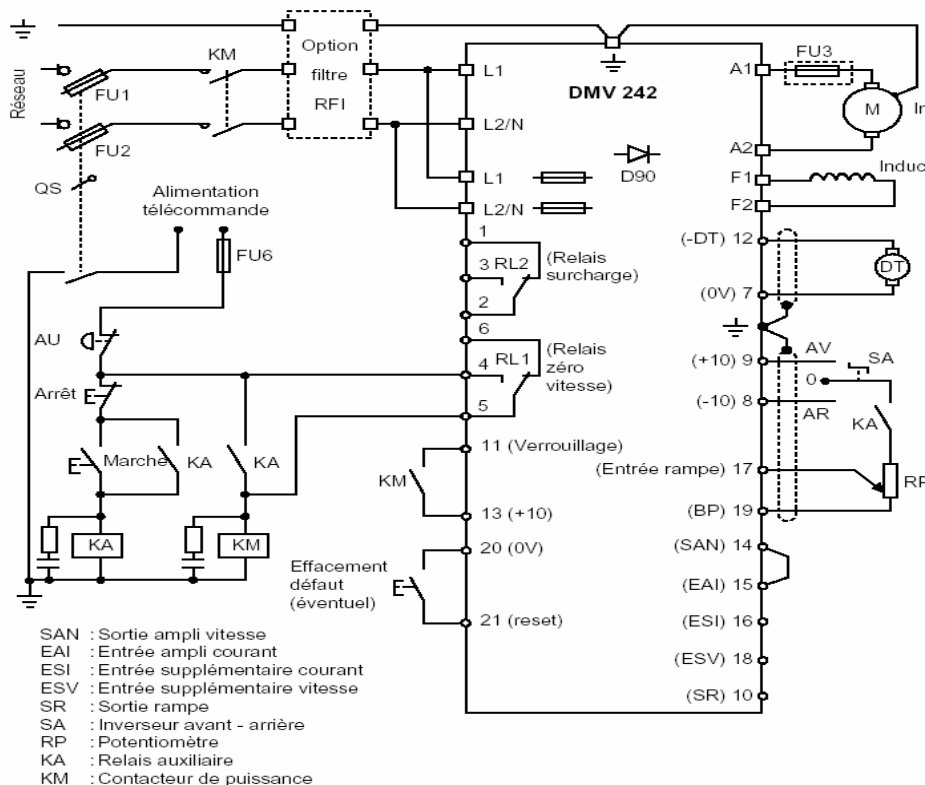 Réseau
FU1
FU2
KM
Option
filtre
RFI
QS
Alimentation
télécommande
FU6
AU
Arrêt
Marche
KA
KA
KA
KM
DMV 242
L1
L2/N
L1
L2/N
D90
A1
A2
F1
F2
FU3
M
In
Induc
1
3
RL2
(Relais
surcharge)
2
6
4
RL1
(Relais
zéro
vitesse)
5
11 (Verrouillage)
KM
13 (+10)
20 (0V)
Effacement
défaut
(éventuel)
21 (reset)
(-DT) 12
DT
(0V) 7
(+10) 9
AV
SA
0
(-10) 8
AR
KA
(Entrée rampe) 17
RP
(BP) 19
(SAN) 14
(EAI) 15
(ESI) 16
(ESV) 18
(SR) 10
SAN : Sortie ampli vitesse
EAI : Entrée ampli courant
ESI : Entrée supplémentaire courant
ESV : Entrée supplémentaire vitesse
SR : Sortie rampe
SA : Inverseur avant - arrière
RP : Potentiomètre
KA : Relais auxiliaire
KM : Contacteur de puissance